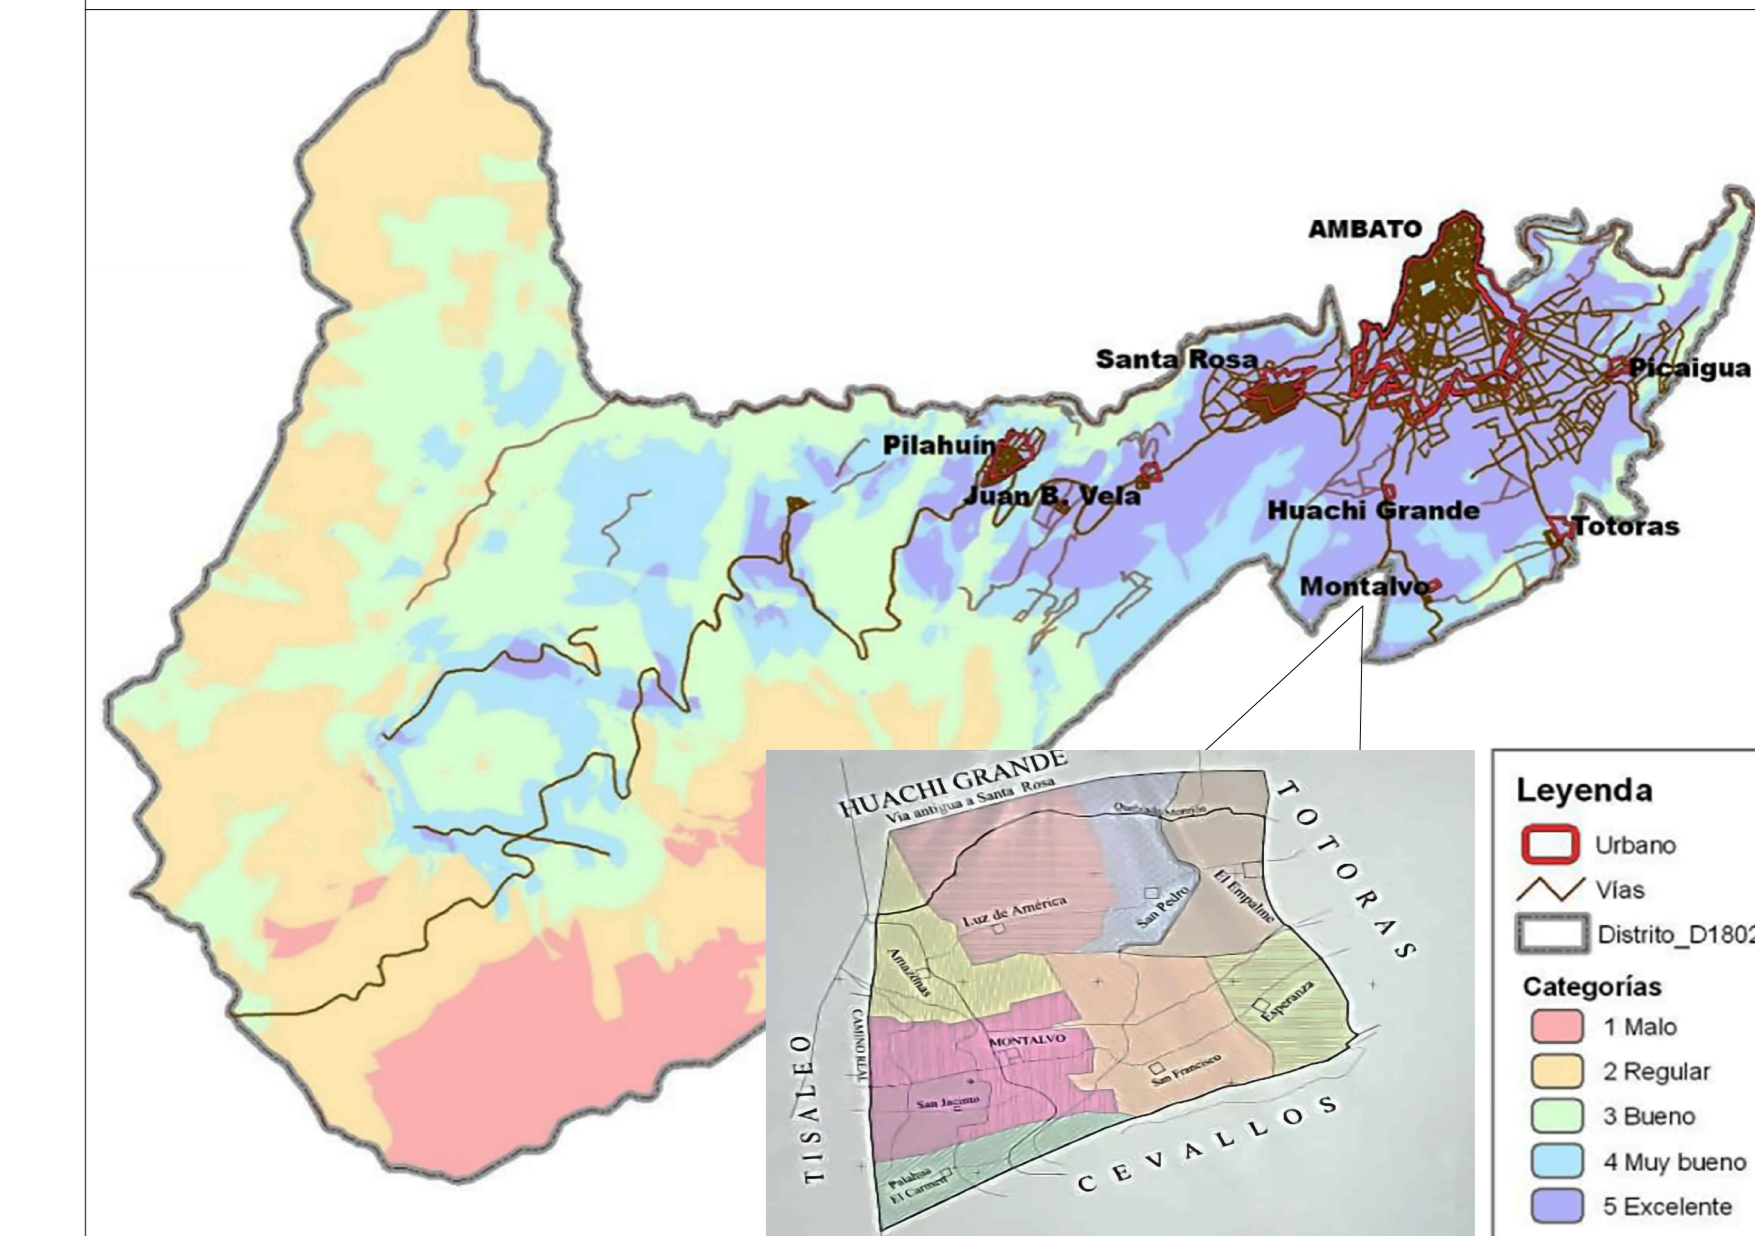 AMBATO
Santa Rosa
Picaigua
Pilahuín
Juan B. Vela
Huachi Grande
Totoras
Montalvo
HUACHI GRANDE
Via antigua a Santa Rosa
TOTORAS
Luz de América
San Pedro
El Empalme
Amazonas
Esperanza
CAMINO REAL
MONTALVO
San Francisco
TISALEO
San Jacinto
CEVALLOS
Palahua
El Carmen
Leyenda
Urbano
Vías
Distrito_D1802
Categorías
1 Malo
2 Regular
3 Bueno
4 Muy bueno
5 Excelente